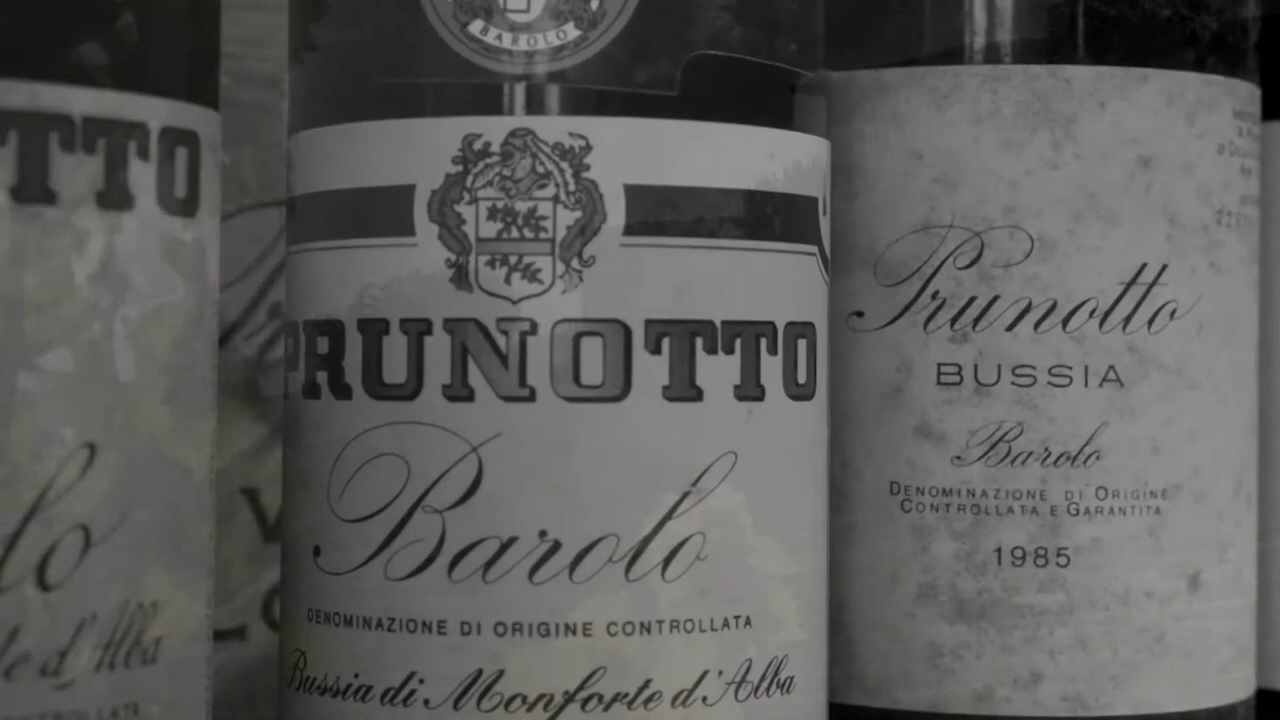 BAROLO
PRUNOTTO
Barolo
DENOMINAZIONE DI ORIGINE CONTROLLATA
Bussia di Monforte d'Alba
Prunotto
BUSSIA
Barolo
DENOMINAZIONE DI ORIGINE
CONTROLLATA E GARANTITA
1985
TTO
lo
te d'Alba